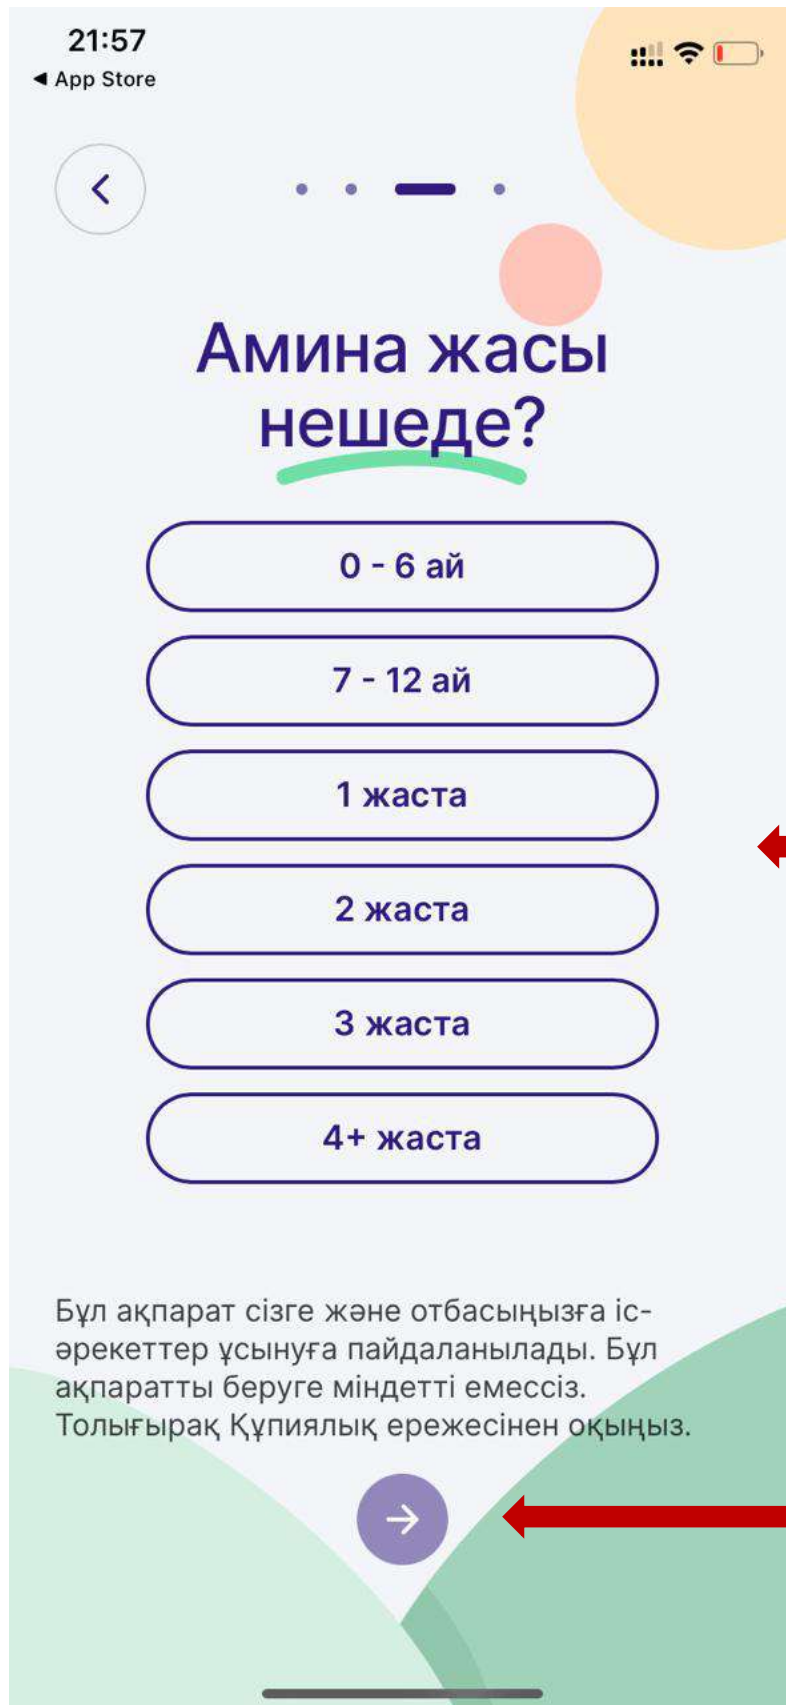 21:57
◀ App Store
Амина жасы
нешеде?
0 - 6 ай
7 - 12 ай
1 жаста
2 жаста
3 жаста
4+ жаста
Бұл ақпарат сізге және отбасыңызға іс-
әрекеттер ұсынуға пайдаланылады. Бұл
ақпаратты беруге міндетті емессіз.
Толығырақ Құпиялық ережесінен оқыңыз.